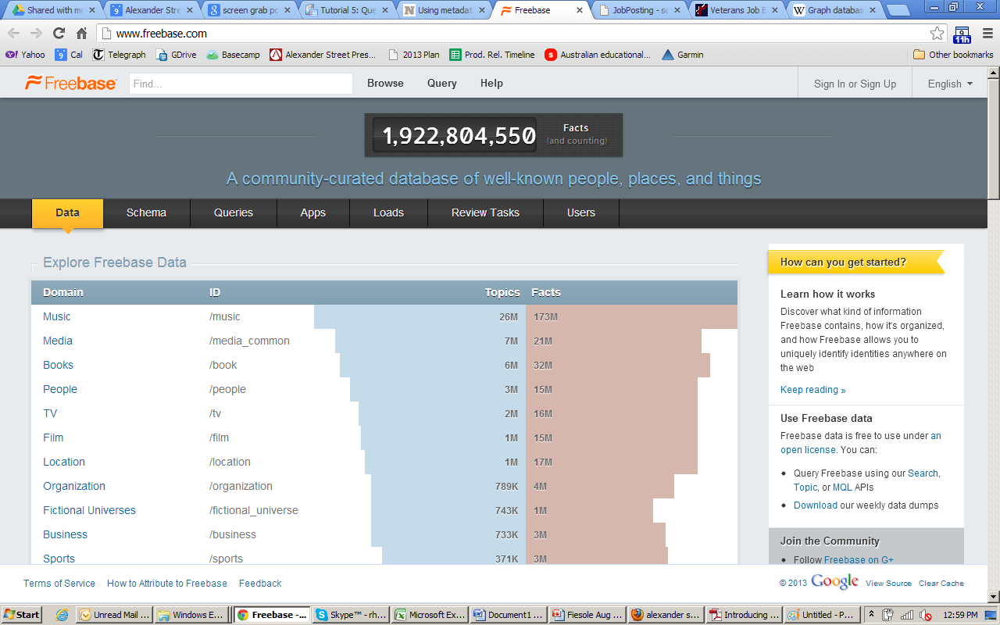 Shared with me
Alexander Stre
screen grab pc
Tutorial 5: Que
Using metadat
Freebase
JobPosting - sc
Veterans Job E
Graph databas
www.freebase.com
9
11h
Yahoo
Cal
Telegraph
GDrive
Basecamp
Alexander Street Pres...
2013 Plan
Prod. Rel. Timeline
Australian educational...
Garmin
Other bookmarks
Freebase
Find...
Browse
Query
Help
Sign In or Sign Up
English
1,922,804,550
Facts
(and counting)
A community-curated database of well-known people, places, and things
Data
Schema
Queries
Apps
Loads
Review Tasks
Users
Explore Freebase Data
Domain ID Topics Facts
Music /music 26M 173M
Media /media_common 7M 21M
Books /book 6M 32M
People /people 3M 15M
TV /tv 2M 16M
Film /film 1M 15M
Location /location 1M 17M
Organization /organization 789K 4M
Fictional Universes /fictional_universe 743K 1M
Business /business 733K 3M
Sports /sports 371K 3M
How can you get started?
Learn how it works
Discover what kind of information
Freebase contains, how it's organized,
and how Freebase allows you to
uniquely identify identities anywhere on
the web
Keep reading »
Use Freebase data
Freebase data is free to use under an
open license. You can:
• Query Freebase using our Search,
Topic, or MQL APIs
• Download our weekly data dumps
Join the Community
• Follow Freebase on G+
Terms of Service
How to Attribute to Freebase
Feedback
© 2013 Google
View Source
Clear Cache
Start
Unread Mail ...
Windows E...
Freebase -...
Skype™ - rh...
Microsoft Ex...
Document1 ...
Fiesole Aug ...
alexander s...
Introducing ...
Untitled - P...
12:59 PM